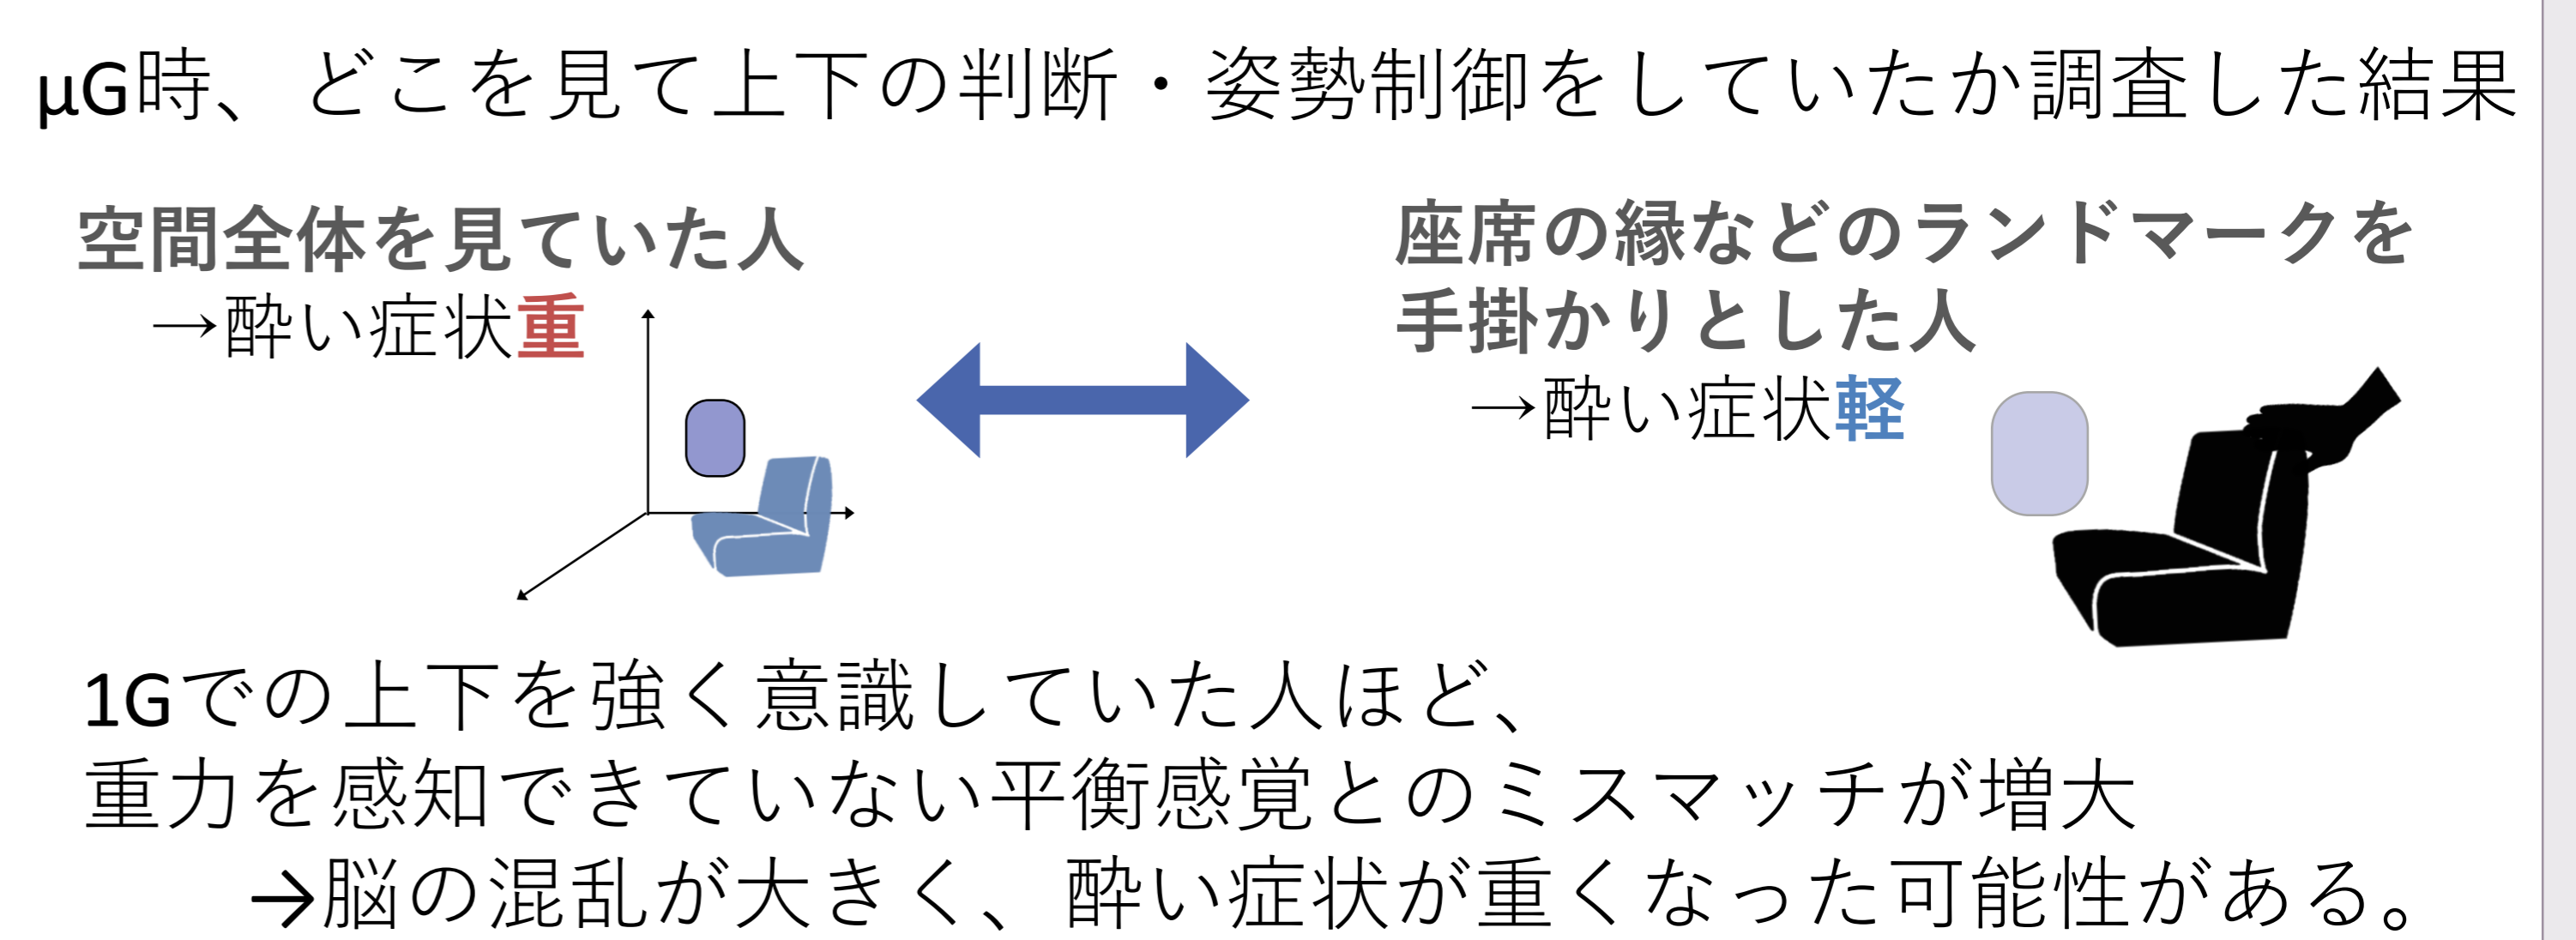 μG時、どこを見て上下の判断・姿勢制御をしていたか調査した結果
空間全体を見ていた人
→酔い症状重
座席の縁などのランドマークを
手掛かりとした人
→酔い症状軽
1Gでの上下を強く意識していた人ほど、
重力を感知できていない平衡感覚とのミスマッチが増大
→脳の混乱が大きく、酔い症状が重くなった可能性がある。